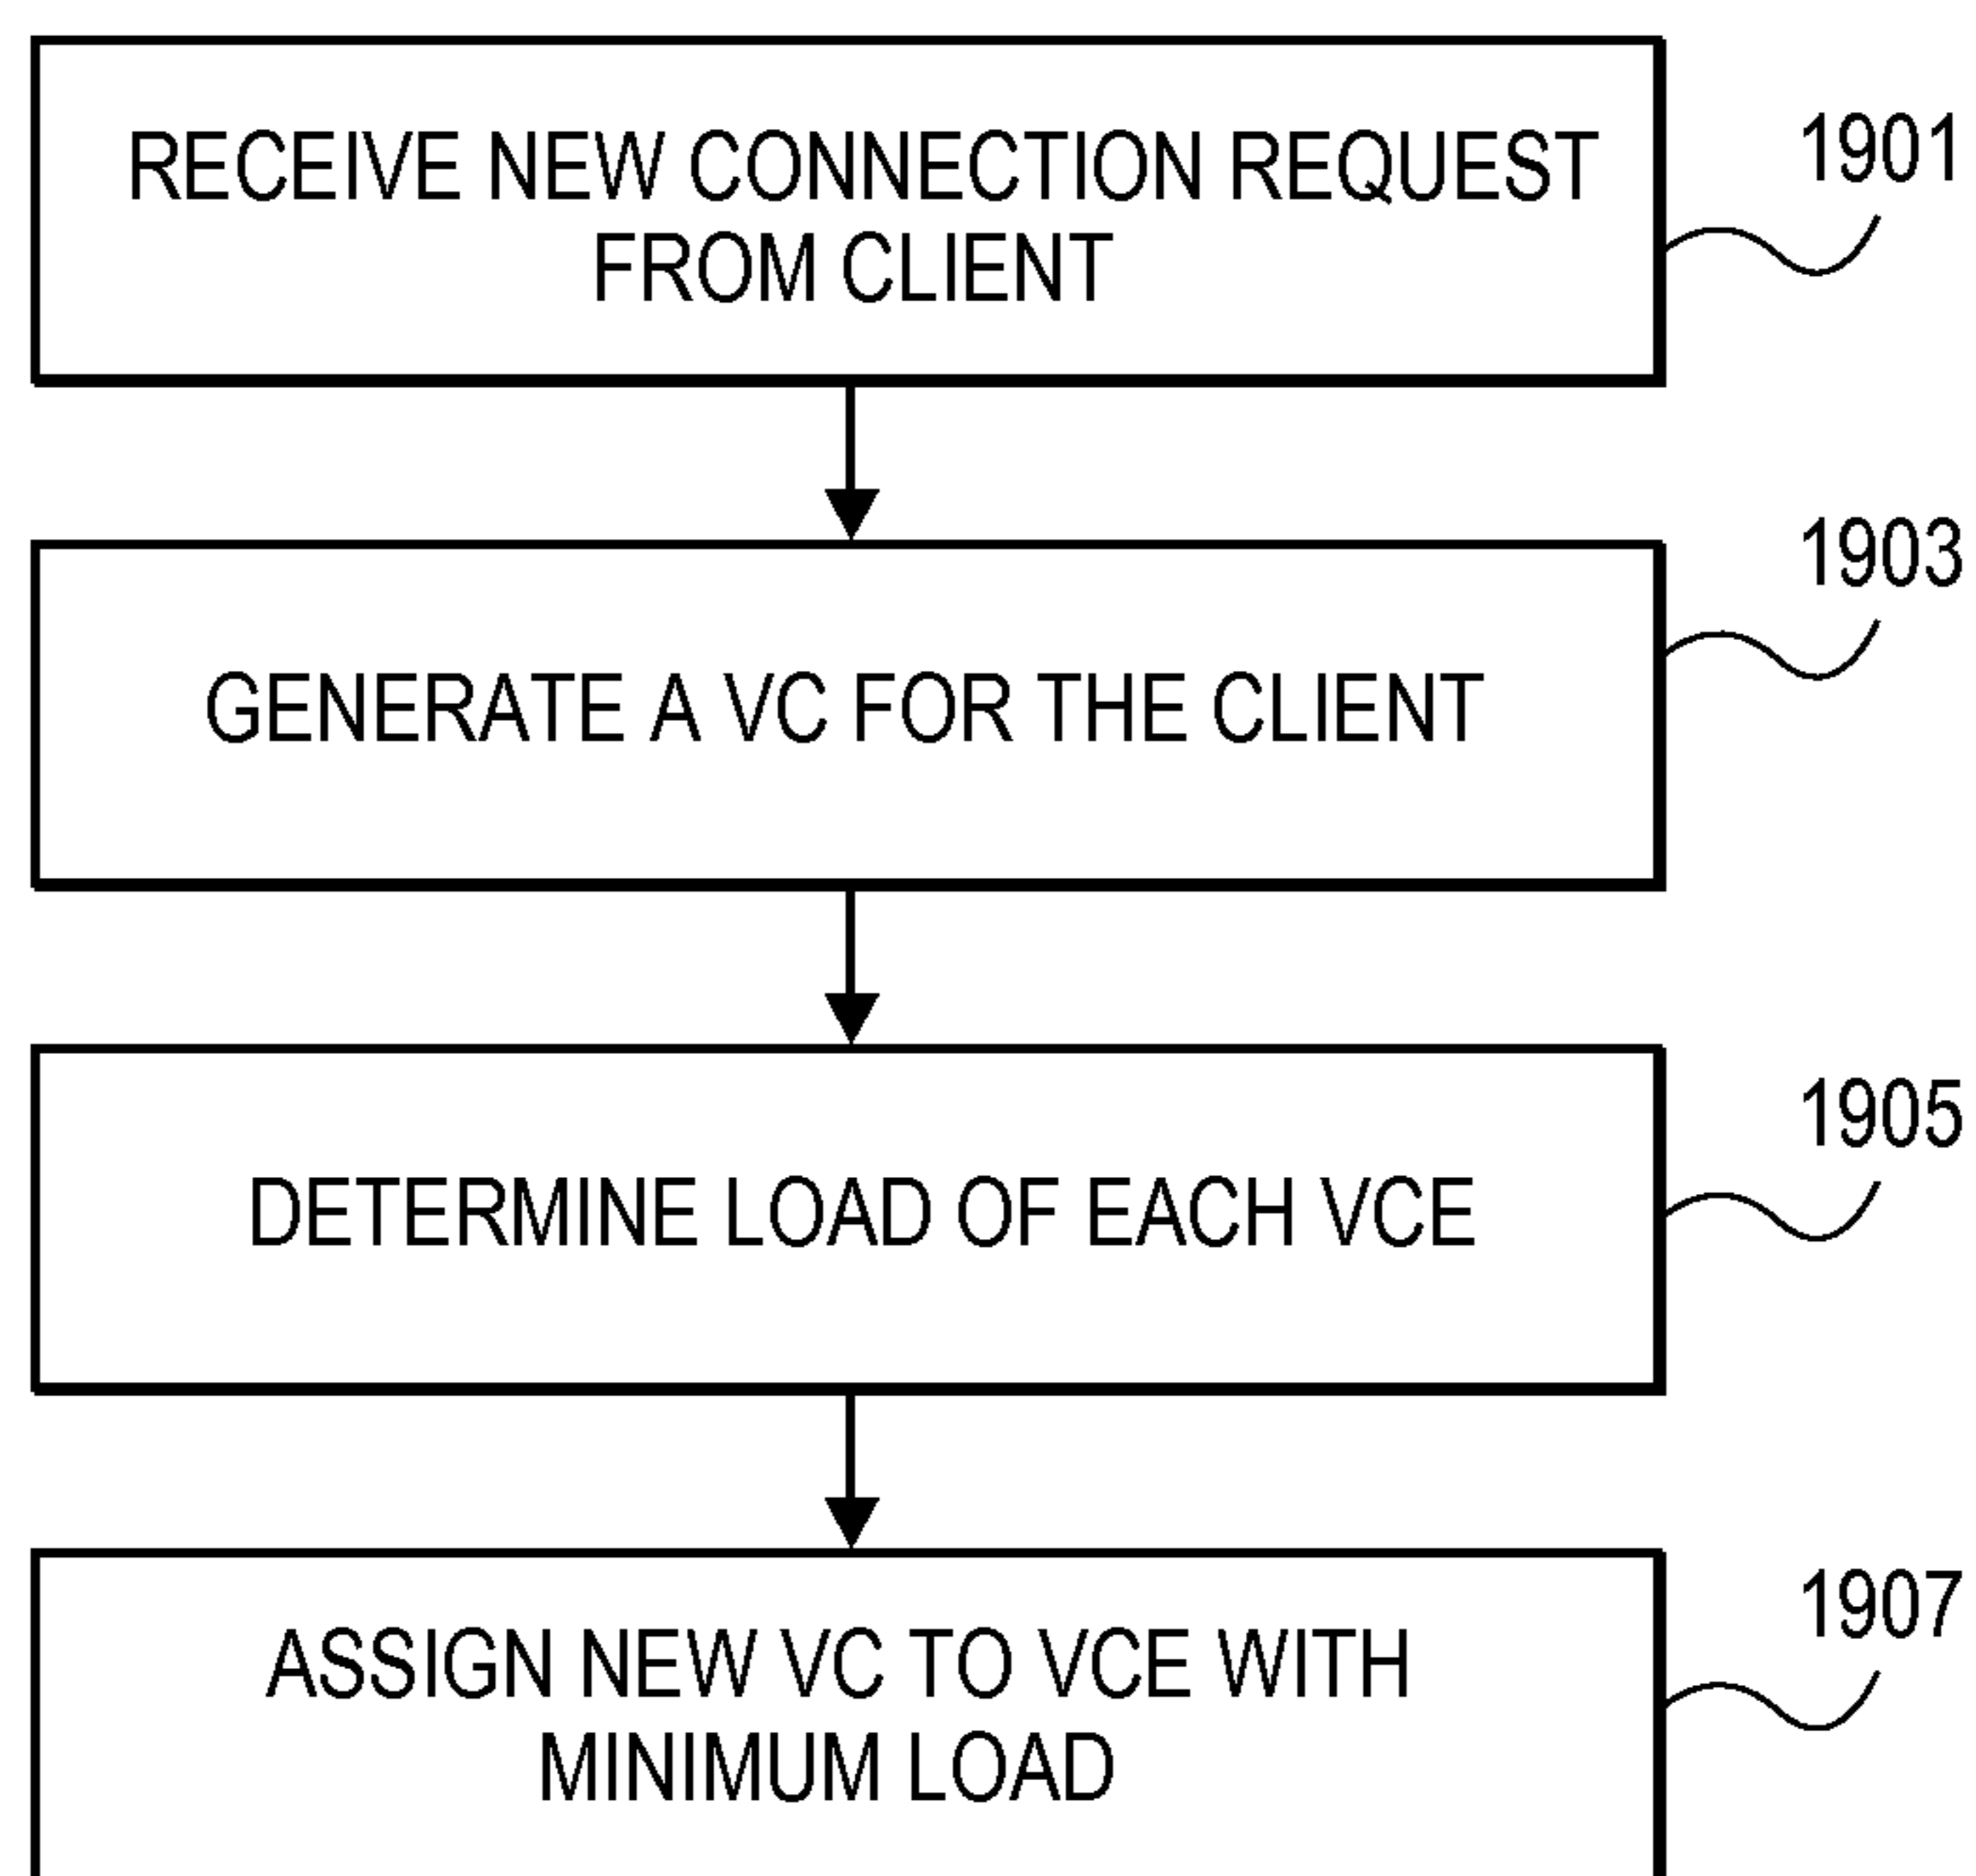 RECEIVE NEW CONNECTION REQUEST
FROM CLIENT
1901
GENERATE A VC FOR THE CLIENT
1903
DETERMINE LOAD OF EACH VCE
1905
ASSIGN NEW VC TO VCE WITH
MINIMUM LOAD
1907